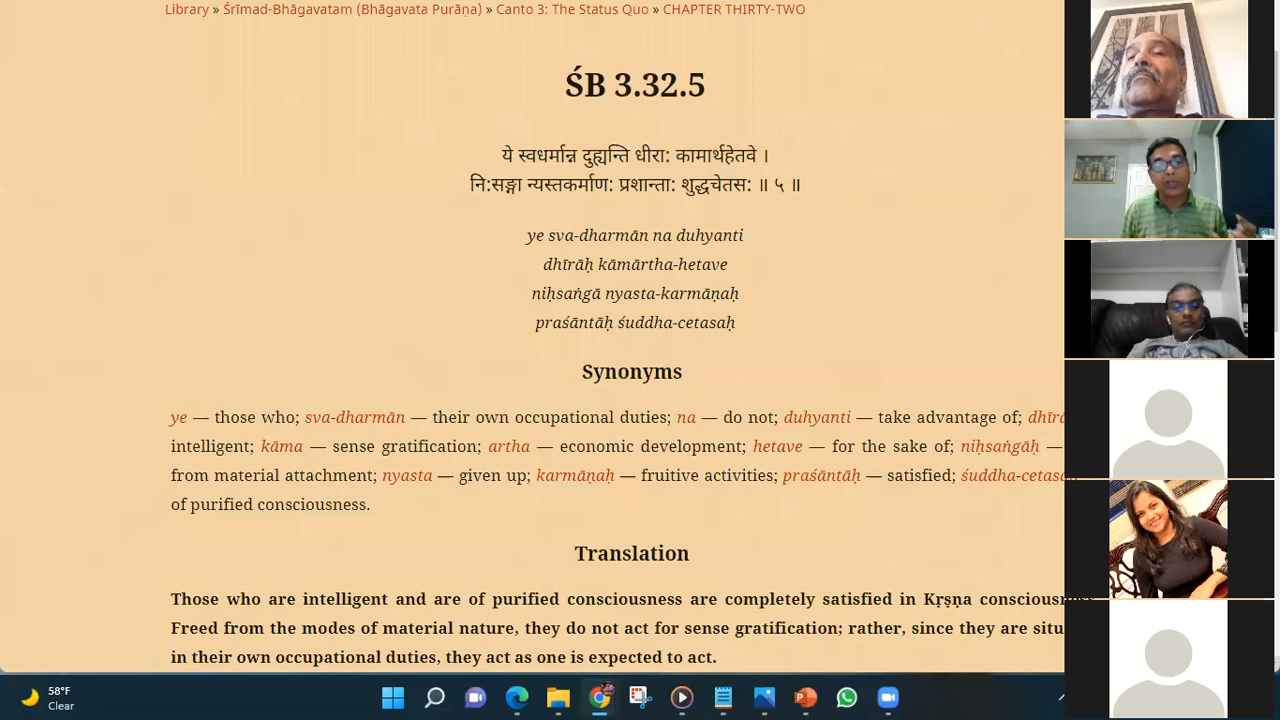 Library » Śrīmad-Bhāgavatam (Bhāgavata Purāṇa) » Canto 3: The Status Quo » CHAPTER THIRTY-TWO
ŚB 3.32.5
ये स्वधर्मान्न दुह्यन्ति धीरा: कामार्थहेतवे ।
नि:सङ्गा न्यस्तकर्माण: प्रशान्ता: शुद्धचेतस: ॥ ५ ॥
ye sva-dharmān na duhyanti
dhīrāḥ kāmārtha-hetave
niḥsaṅgā nyasta-karmāṇaḥ
praśāntāḥ śuddha-cetasaḥ
Synonyms
ye — those who; sva-dharmān — their own occupational duties; na — do not; duhyanti — take advantage of;
intelligent; kāma — sense gratification; artha — economic development; hetave — for the sake of; niḥsaṅgāḥ —
from material attachment; nyasta — given up; karmāṇaḥ — fruitive activities; praśāntāḥ — satisfied;
of purified consciousness.
Translation
Those who are intelligent and are of purified consciousness are completely satisfied in Kṛṣṇa
Freed from the modes of material nature, they do not act for sense gratification; rather, since they are
in their own occupational duties, they act as one is expected to act.
58°F
Clear